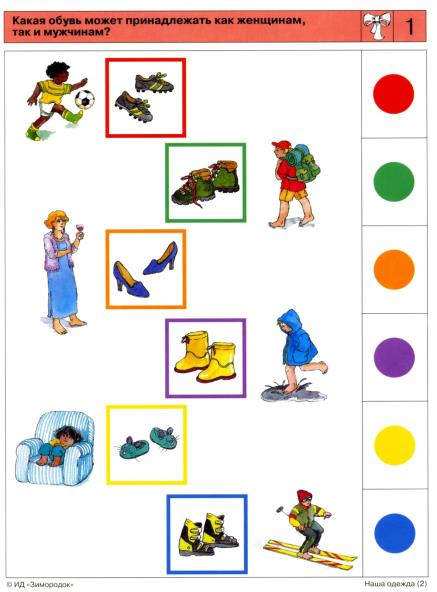 Какая обувь может принадлежать как женщинам,
так и мужчинам?
1
© ИД «Зимородок»
Наша одежда (2)